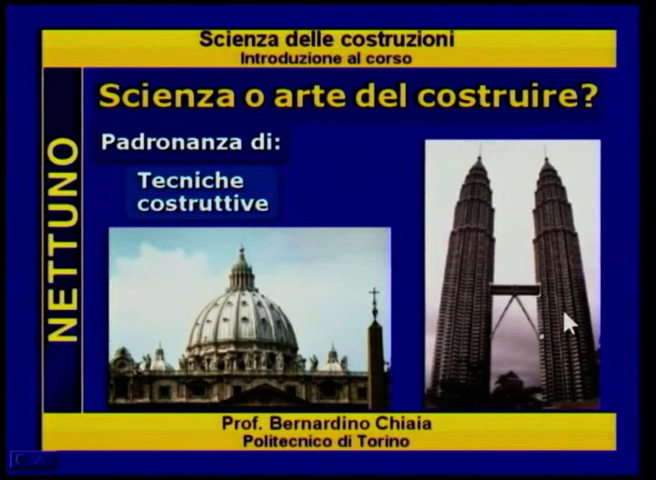 Scienza delle costruzioni
Introduzione al corso
Scienza o arte del costruire?
Padronanza di:
Tecniche
costruttive
NETTUNO
Prof. Bernardino Chiaia
Politecnico di Torino